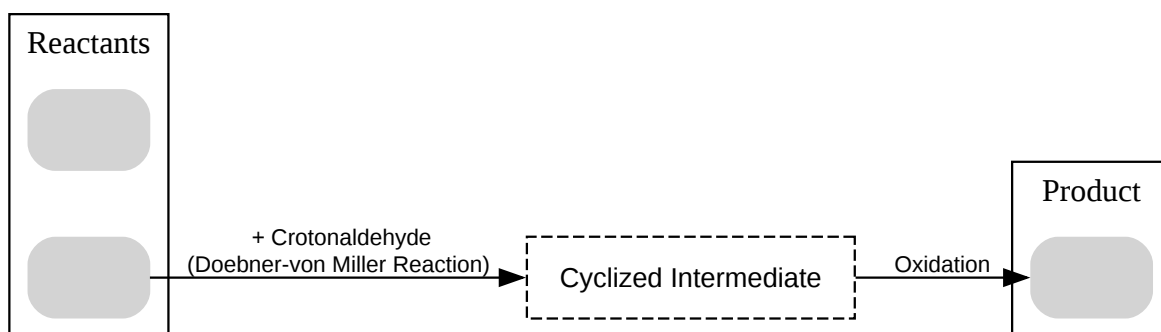 Reactants
+ Crotonaldehyde
(Doebner-von Miller Reaction)
Cyclized Intermediate
Oxidation
Product